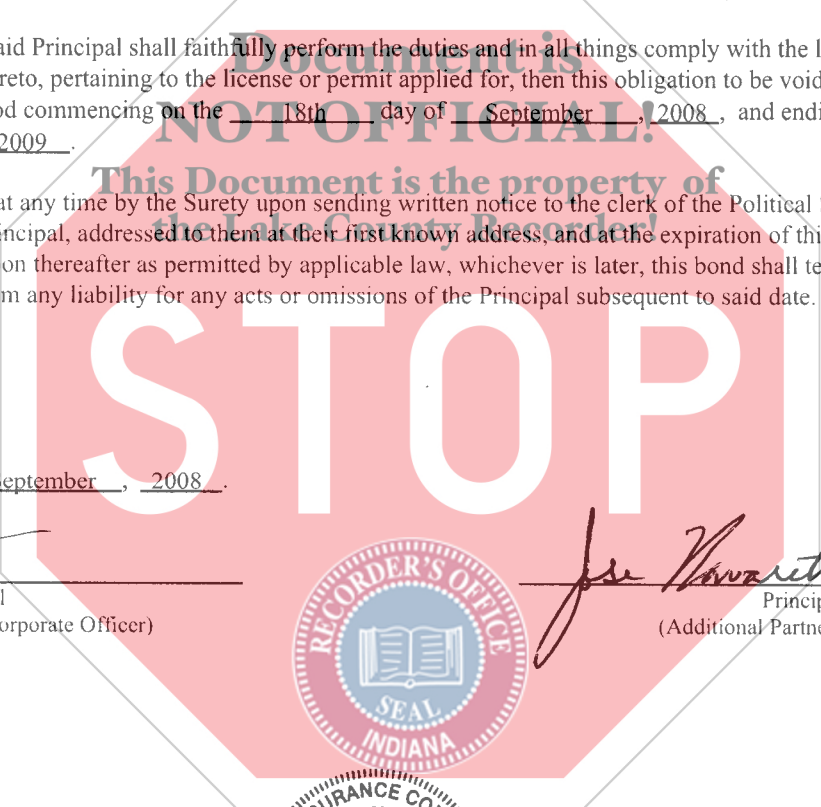 Document is
aid Principal shall faithfully perform the duties and in all things comply with the
reto, pertaining to the license or permit applied for, then this obligation to be void
od commencing on the 18th day of September , 2008 , and endi
NOT OFFICIAL!
2009 .
This Document is the property of
at any time by the Surety upon sending written notice to the clerk of the Political
incipal, addressed to them at their first known address, and at the expiration of thi
the Lake County Recorder!
on thereafter as permitted by applicable law, whichever is later, this bond shall te
m any liability for any acts or omissions of the Principal subsequent to said date.
STOP
eptember , 2008 .
Jose Navaret
l
Princip
orporate Officer)
(Additional Partne
RECORDER'S OFFICE
SEAL
INDIANA
URANCE CO